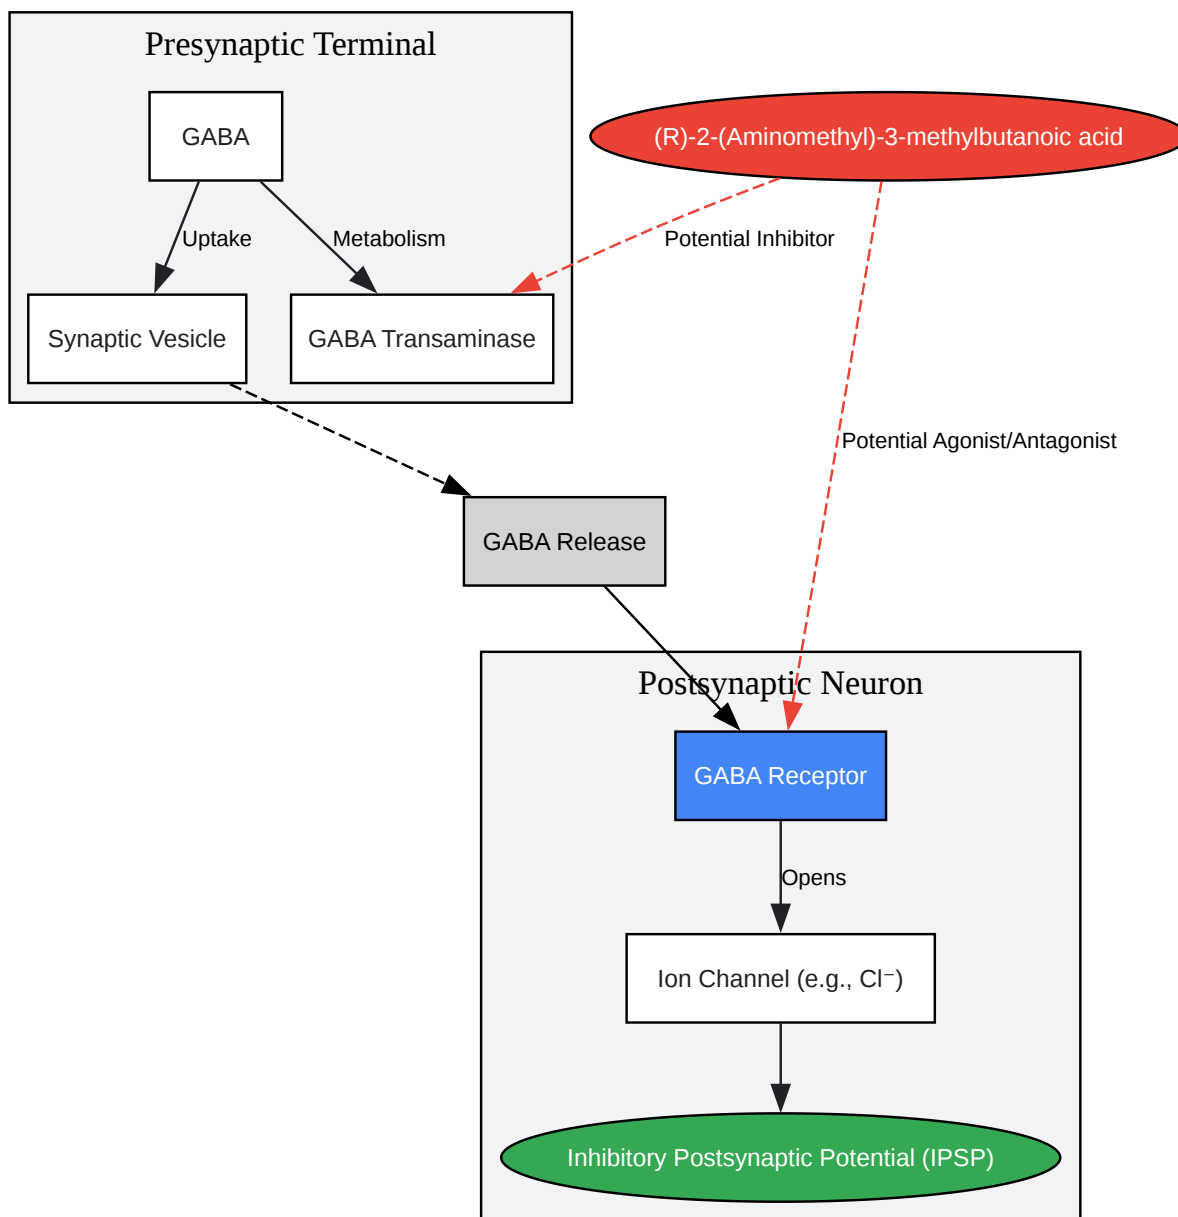 Presynaptic Terminal
GABA
(R)-2-(Aminomethyl)-3-methylbutanoic acid
Uptake
Metabolism
Potential Inhibitor
Synaptic Vesicle
GABA Transaminase
Potential Agonist/Antagonist
GABA Release
Postsynaptic Neuron
GABA Receptor
Opens
Ion Channel (e.g., Cl⁻)
Inhibitory Postsynaptic Potential (IPSP)